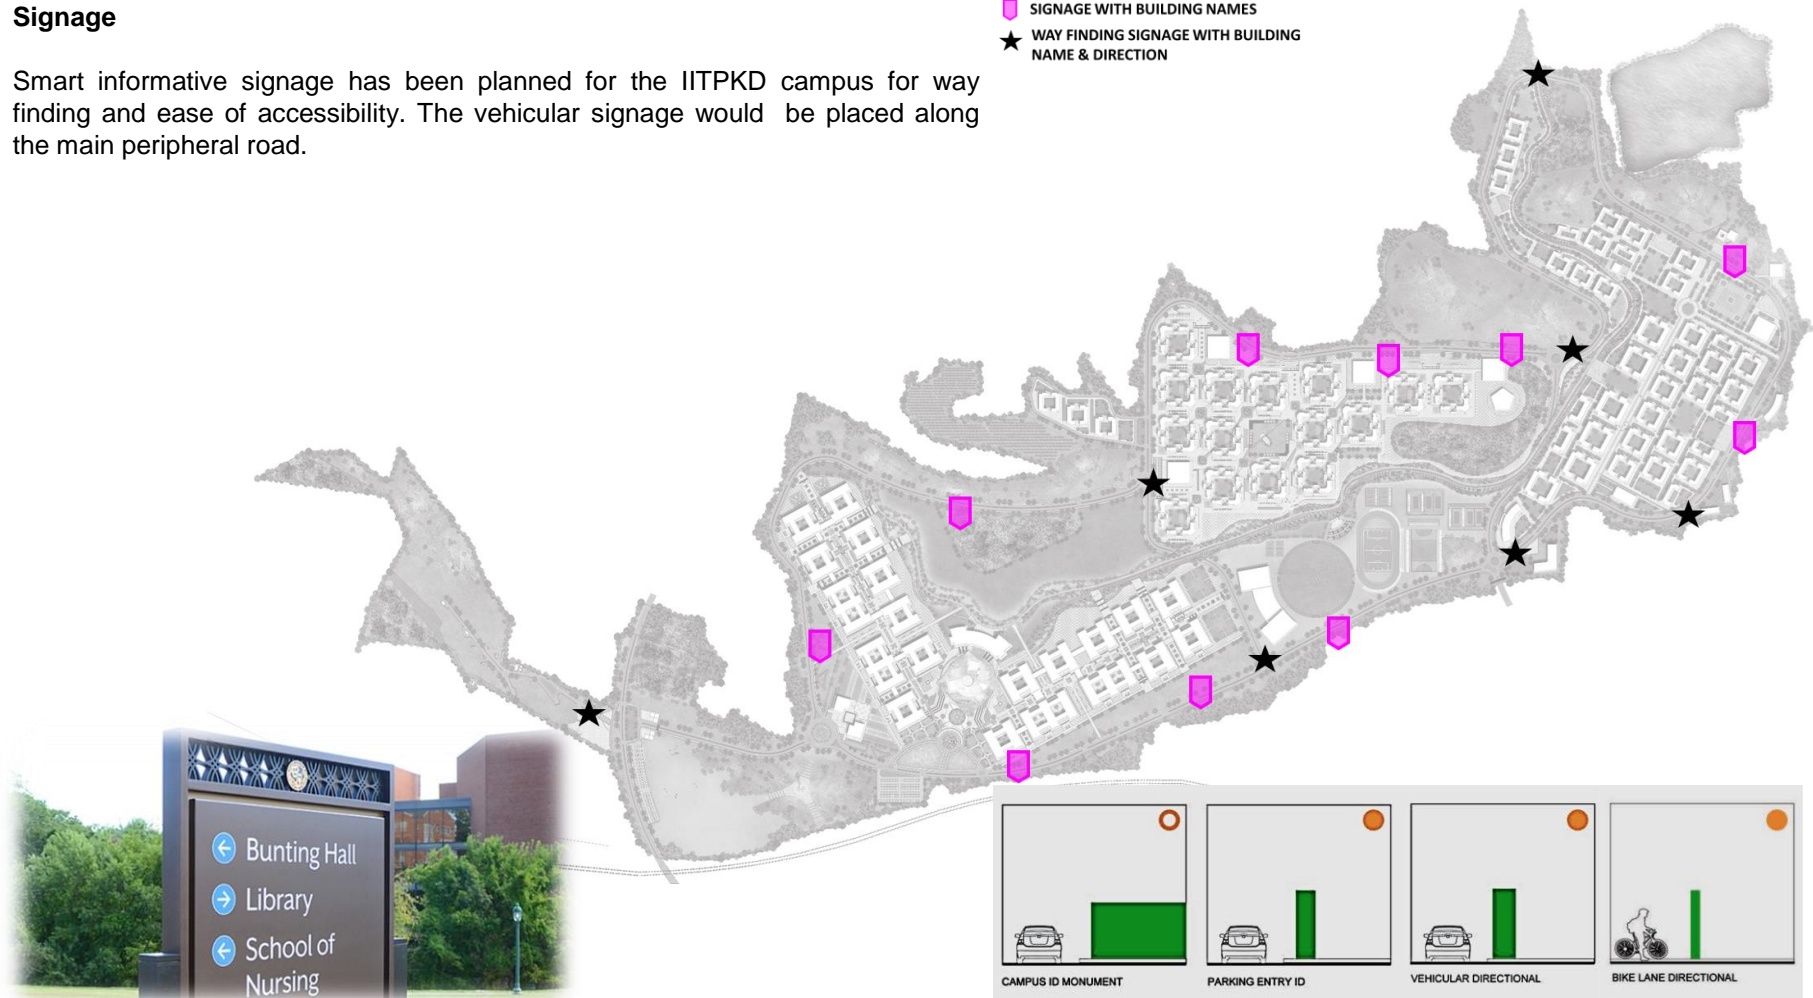 Signage
Smart informative signage has been planned for the IITPKD campus for way
finding and ease of accessibility. The vehicular signage would be placed along
the main peripheral road.
SIGNAGE WITH BUILDING NAMES
WAY FINDING SIGNAGE WITH BUILDING
NAME & DIRECTION
Bunting Hall
Library
School of
Nursing
CAMPUS ID MONUMENT
PARKING ENTRY ID
VEHICULAR DIRECTIONAL
BIKE LANE DIRECTIONAL